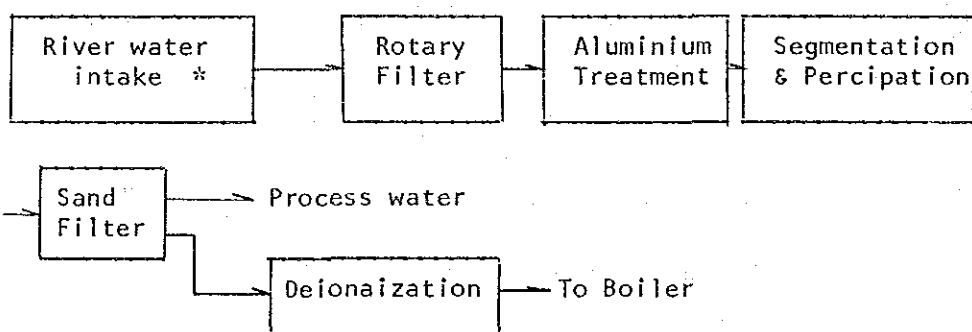 River water
intake *
Rotary
Filter
Aluminium
Treatment
Segmentation
& Percipation
Sand
Filter
Process water
Deionaization
To Boiler